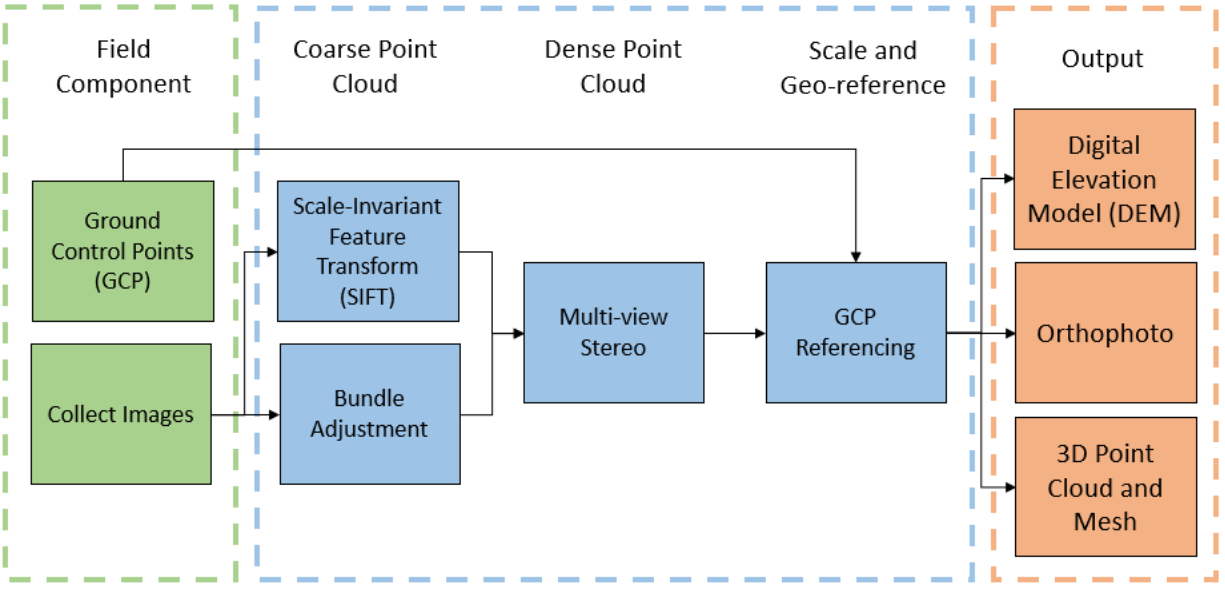 Field
Component
Coarse Point
Cloud
Dense Point
Cloud
Scale and
Geo-reference
Output
Ground
Control Points
(GCP)
Collect Images
Scale-Invariant
Feature
Transform
(SIFT)
Bundle
Adjustment
Multi-view
Stereo
GCP
Referencing
Digital
Elevation
Model (DEM)
Orthophoto
3D Point
Cloud and
Mesh